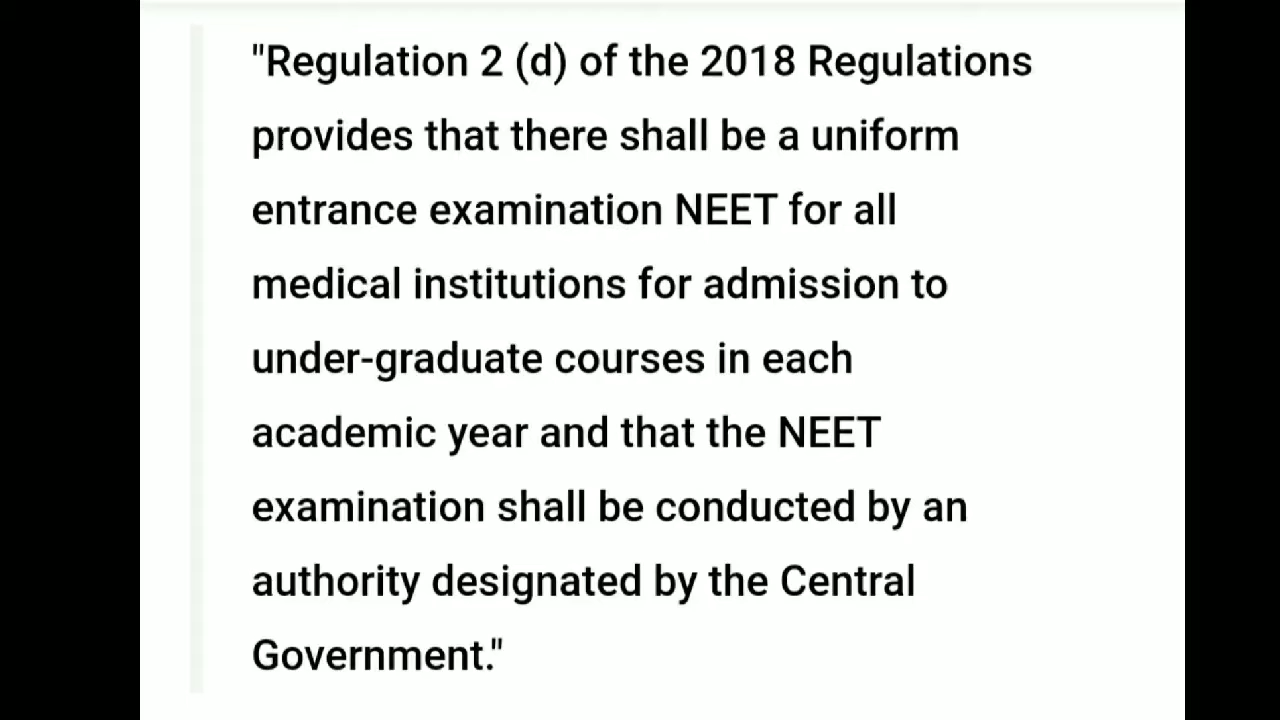 "Regulation 2 (d) of the 2018 Regulations
provides that there shall be a uniform
entrance examination NEET for all
medical institutions for admission to
under-graduate courses in each
academic year and that the NEET
examination shall be conducted by an
authority designated by the Central
Government."